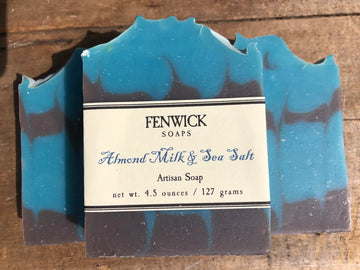 FENWICK
SOAPS
Almond Milk & Sea Salt
Artisan Soap
net wt. 4.5 ounces / 127 grams